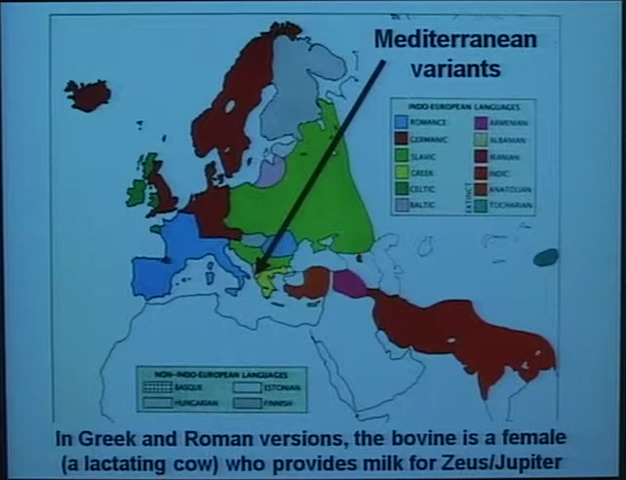 Mediterranean
variants
INDO-EUROPEAN LANGUAGES
ROMANCE
GERMANIC
SLAVIC
GREEK
CELTIC
BALTIC
ARMENIAN
ALBANIAN
IRANIAN
INDIC
ANATOLIAN
TOCHARIAN
EXTINCT
NON-INDO-EUROPEAN LANGUAGES
BASQUE
ESTONIAN
HUNGARIAN
FINNISH
In Greek and Roman versions, the bovine is a female
(a lactating cow) who provides milk for Zeus/Jupiter